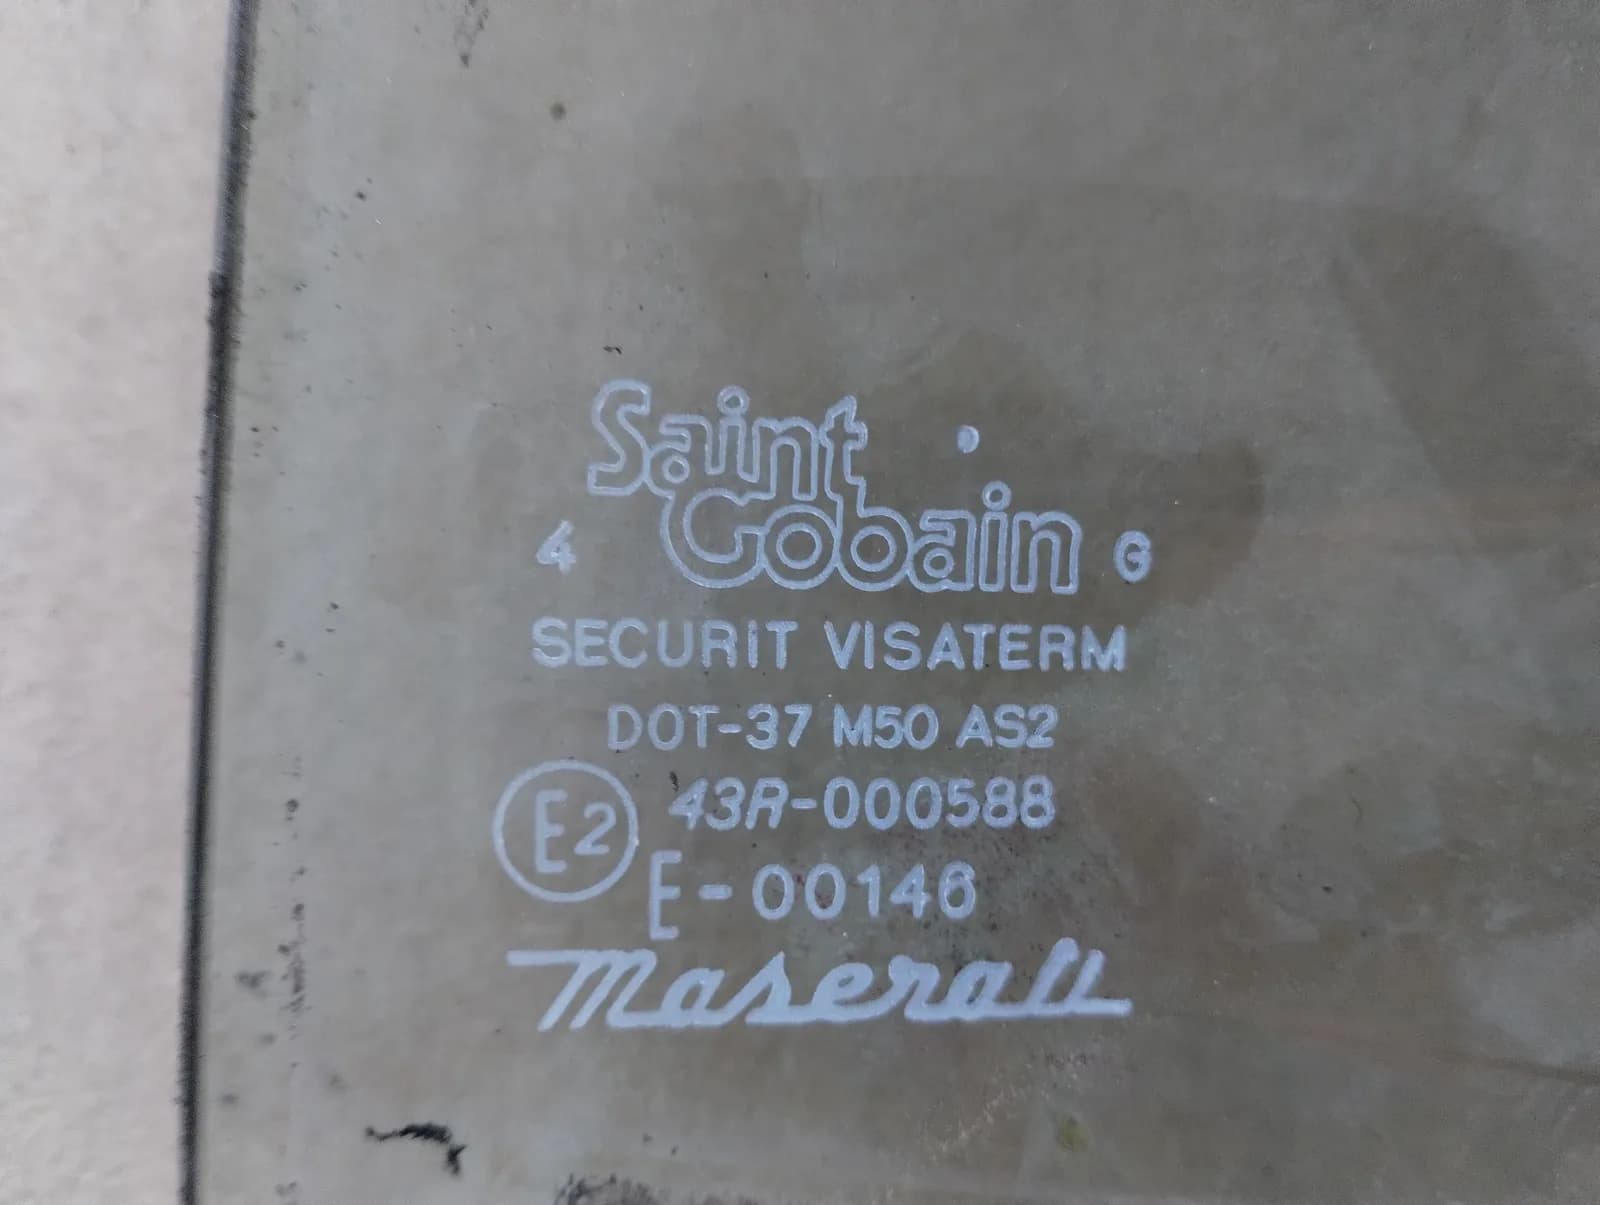 Saint
4 Gobain G
SECURIT VISATERM
DOT-37 M50 AS2
E2 43R-000588
E-00146
Maserati